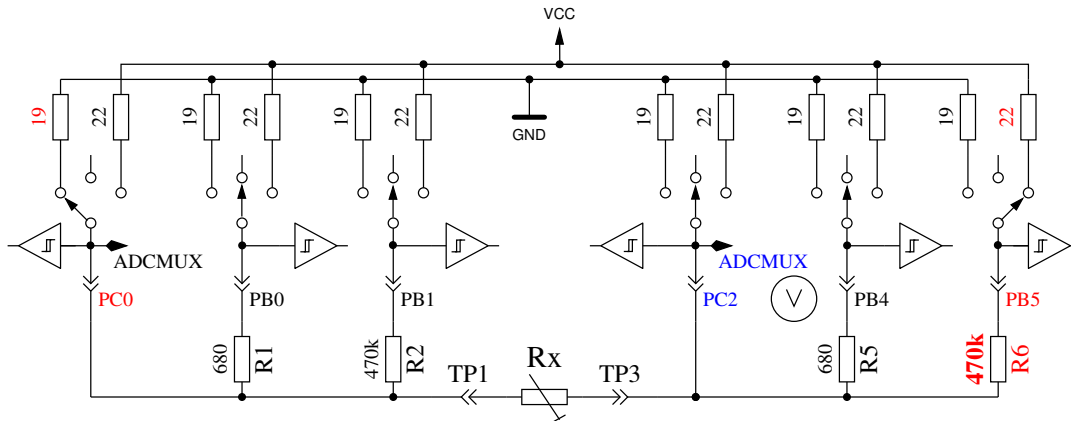 VCC
19
22
19
22
19
22
GND
19
22
19
22
19
22
ADCMUX
ADCMUX
PC0
PB0
PB1
PC2
V
PB4
PB5
680
R1
470k
R2
TP1
Rx
TP3
680
R5
470k
R6